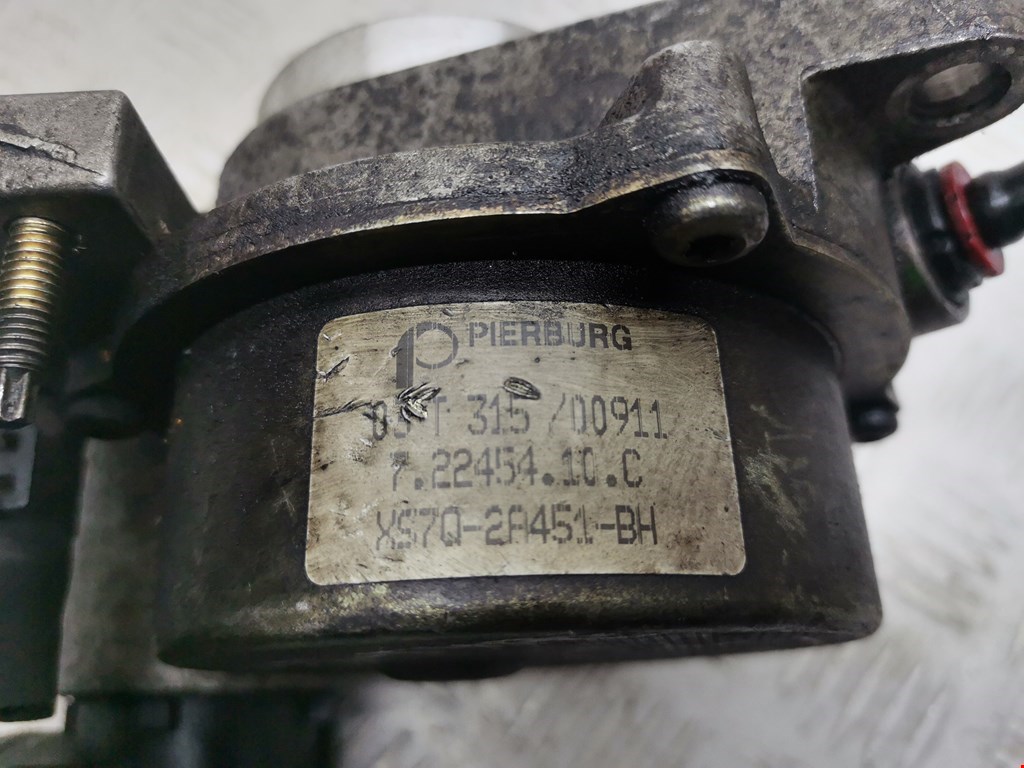 PIERBURG
315 /00911
7.22454.10.C
XS7Q-2A451-BH